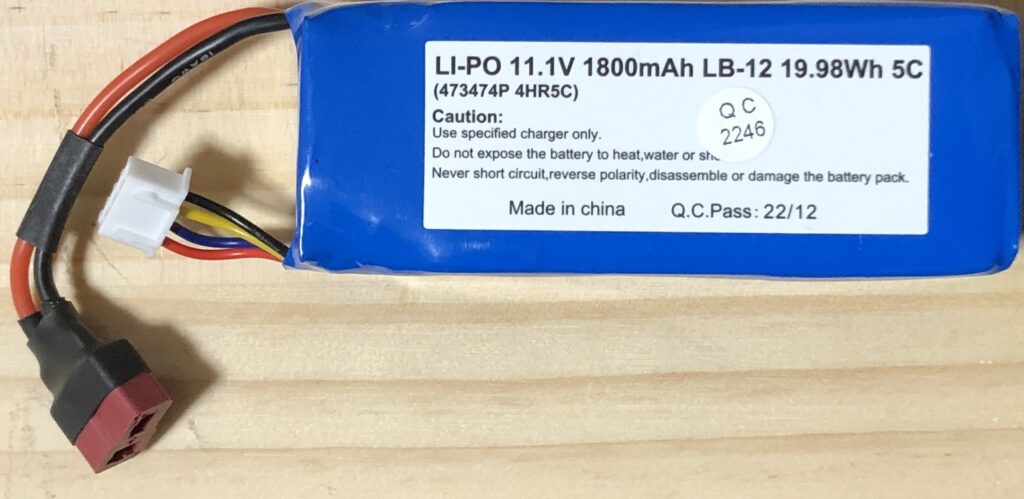 LI-PO 11.1V 1800mAh LB-12 19.98Wh 5C
(473474P 4HR5C)
QC
2246
Caution:
Use specified charger only.
Do not expose the battery to heat,water or
Never short circuit,reverse polarity,disassemble or damage the battery pack.
Made in china Q.C.Pass: 22/12